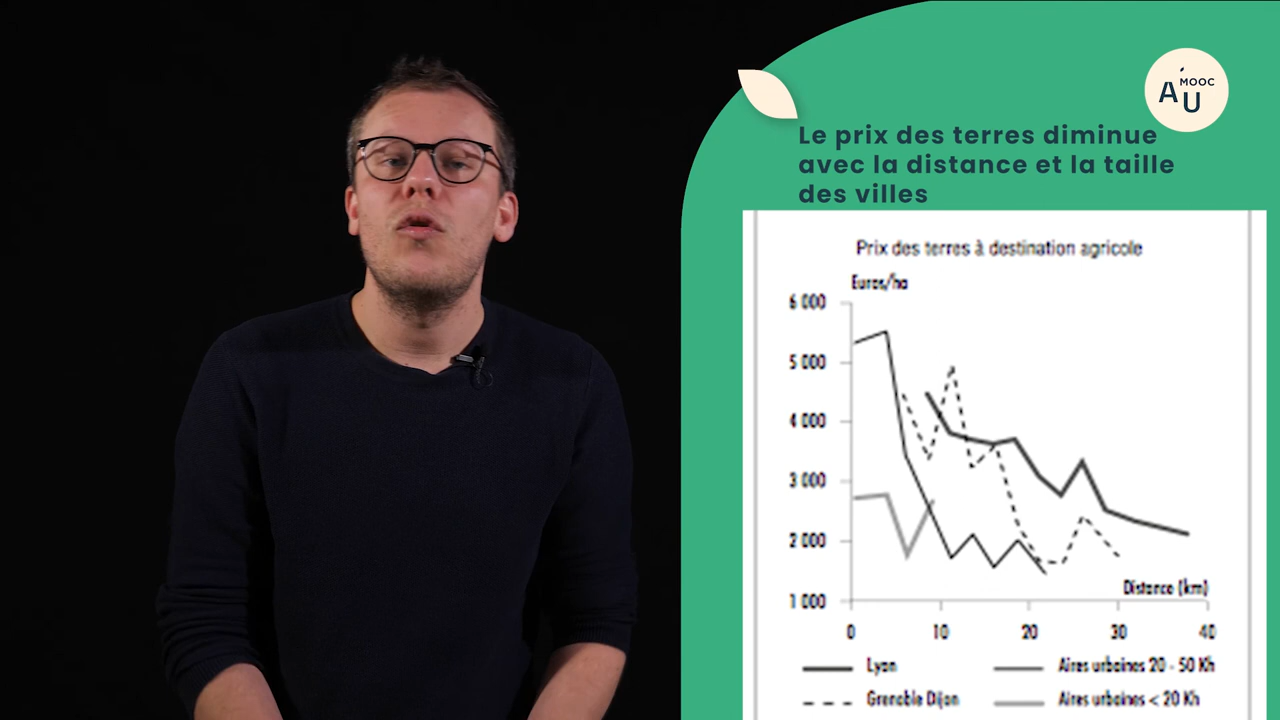 MOOC
AU
Le prix des terres diminue
avec la distance et la taille
des villes
Prix des terres à destination agricole
Euros/ha
6 000
5 000
4 000
3 000
2 000
1 000
Distance (km)
0 10 20 30 40
Lyon Aires urbaines 20 - 50 Kh
Grenoble Dijon Aires urbaines < 20 Kh